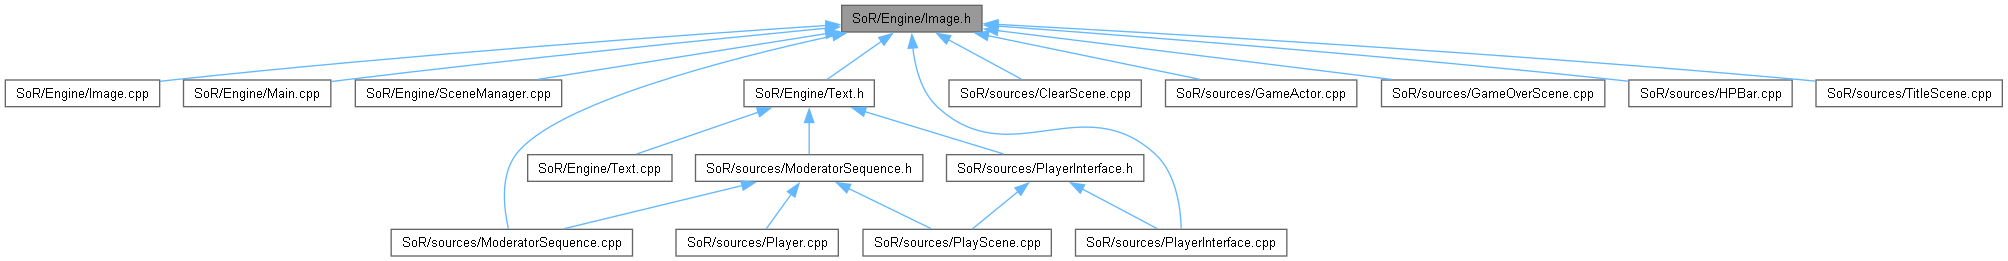 SoR/Engine/Image.h
SoR/Engine/Image.cpp
SoR/Engine/Main.cpp
SoR/Engine/SceneManager.cpp
SoR/Engine/Text.h
SoR/sources/ClearScene.cpp
SoR/sources/GameActor.cpp
SoR/sources/GameOverScene.cpp
SoR/sources/HPBar.cpp
SoR/sources/TitleScene.cpp
SoR/Engine/Text.cpp
SoR/sources/ModeratorSequence.h
SoR/sources/PlayerInterface.h
SoR/sources/ModeratorSequence.cpp
SoR/sources/Player.cpp
SoR/sources/PlayScene.cpp
SoR/sources/PlayerInterface.cpp